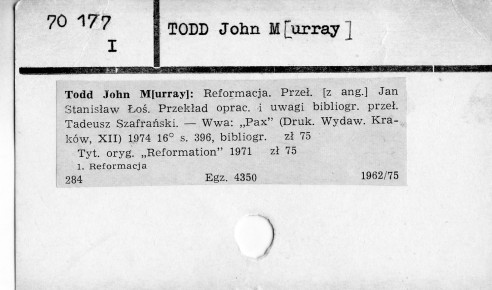 70 177
I
TODD John M[urray]
Todd John M[urray]: Reformacja. Przeł. [z ang.] Jan
Stanisław Łoś. Przekład oprac. i uwagi bibliogr. przeł.
Tadeusz Szafrański. — Wwa: „Pax” (Druk. Wydaw. Kra-
ków, XII) 1974 16° s. 396, bibliogr. zł 75
Tyt. oryg. „Reformation” 1971 zł 75
1. Reformacja
284 Egz. 4350 1962/75